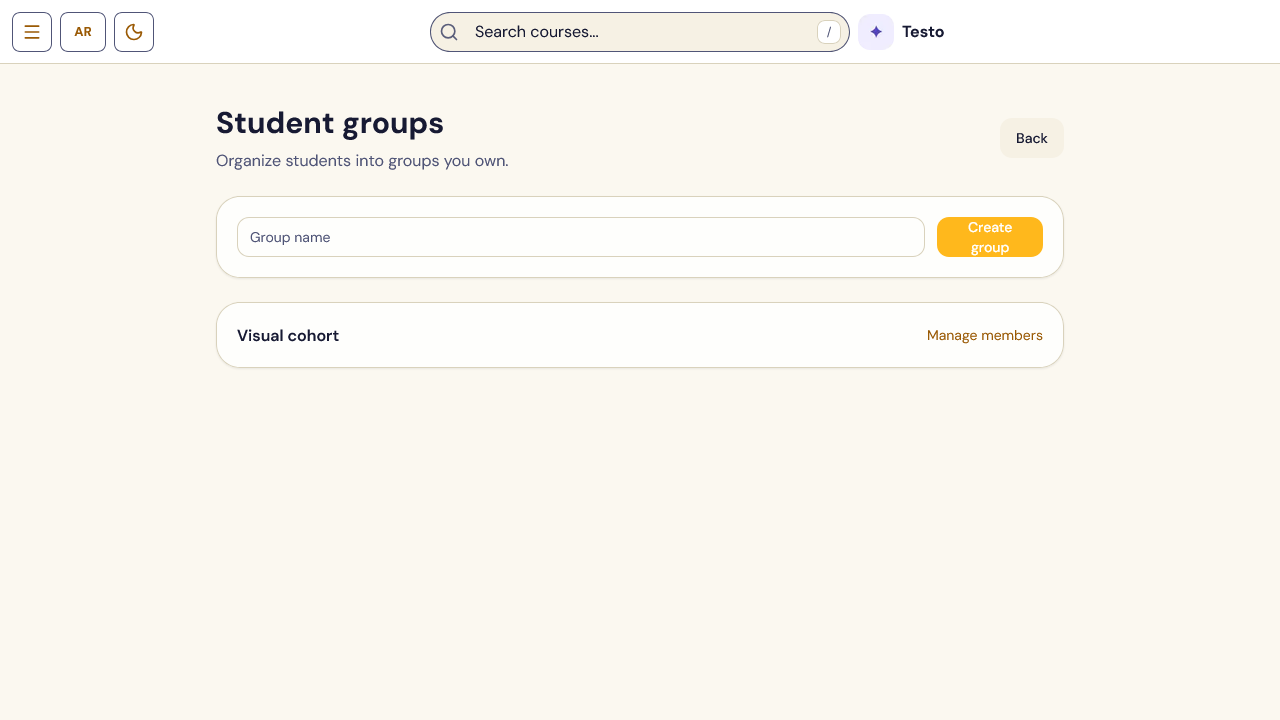 AR
Search courses...
/
Testo
Student groups
Organize students into groups you own.
Back
Group name
Create
group
Visual cohort
Manage members